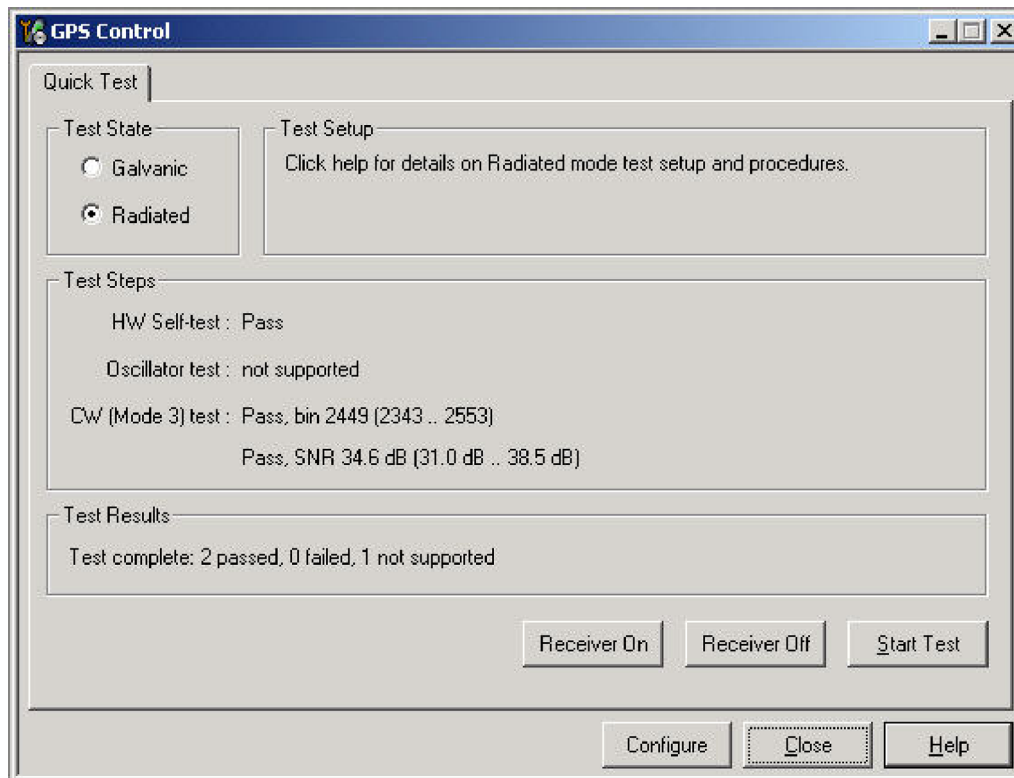 GPS Control
Quick Test
Test State
Galvanic
Radiated
Test Setup
Click help for details on Radiated mode test setup and procedures.
Test Steps
HW Self-test : Pass
Oscillator test : not supported
CW (Mode 3) test : Pass, bin 2449 (2343 .. 2553)
Pass, SNR 34.6 dB (31.0 dB .. 38.5 dB)
Test Results
Test complete: 2 passed, 0 failed, 1 not supported
Receiver On Receiver Off Start Test
Configure Close Help